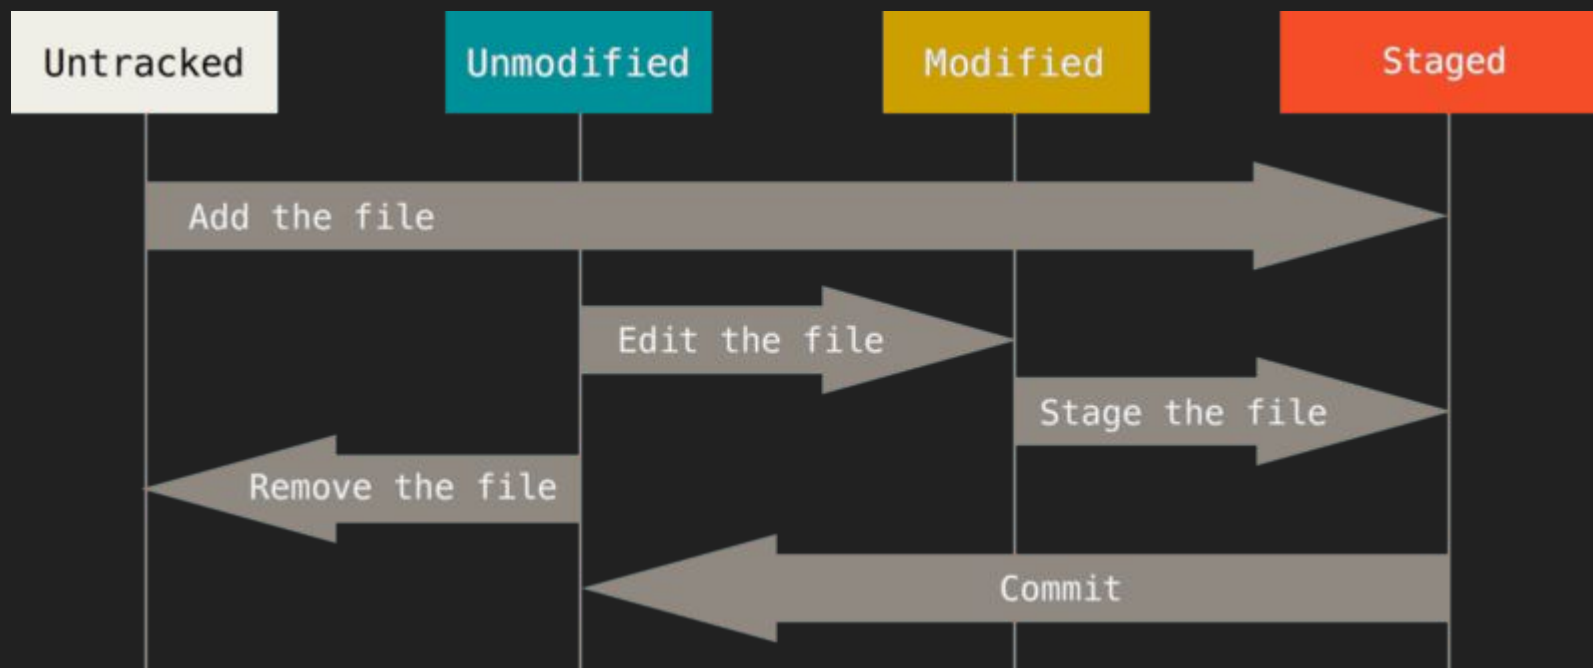 Untracked
Unmodified
Modified
Staged
Add the file
Edit the file
Stage the file
Remove the file
Commit